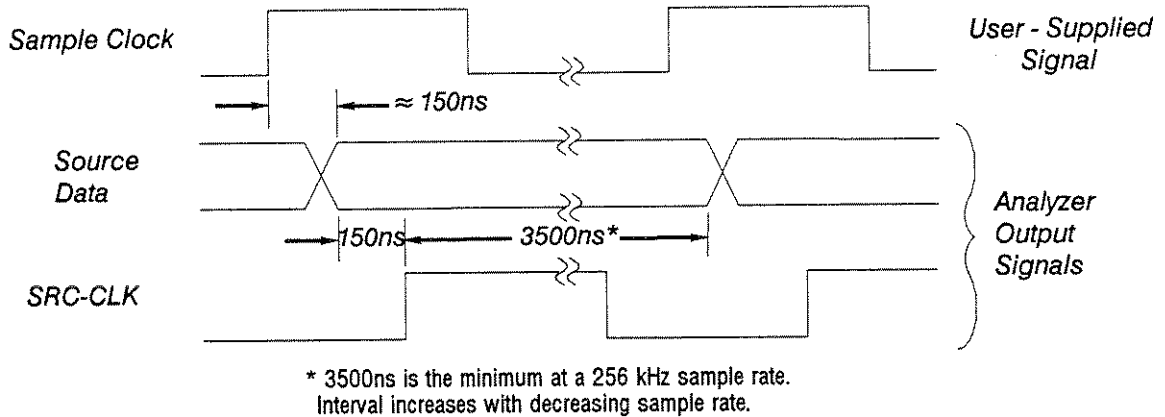 Sample Clock
User - Supplied
Signal
≈ 150ns
Source
Data
150ns
3500ns*
Analyzer
Output
Signals
SRC-CLK
* 3500ns is the minimum at a 256 kHz sample rate.
Interval increases with decreasing sample rate.